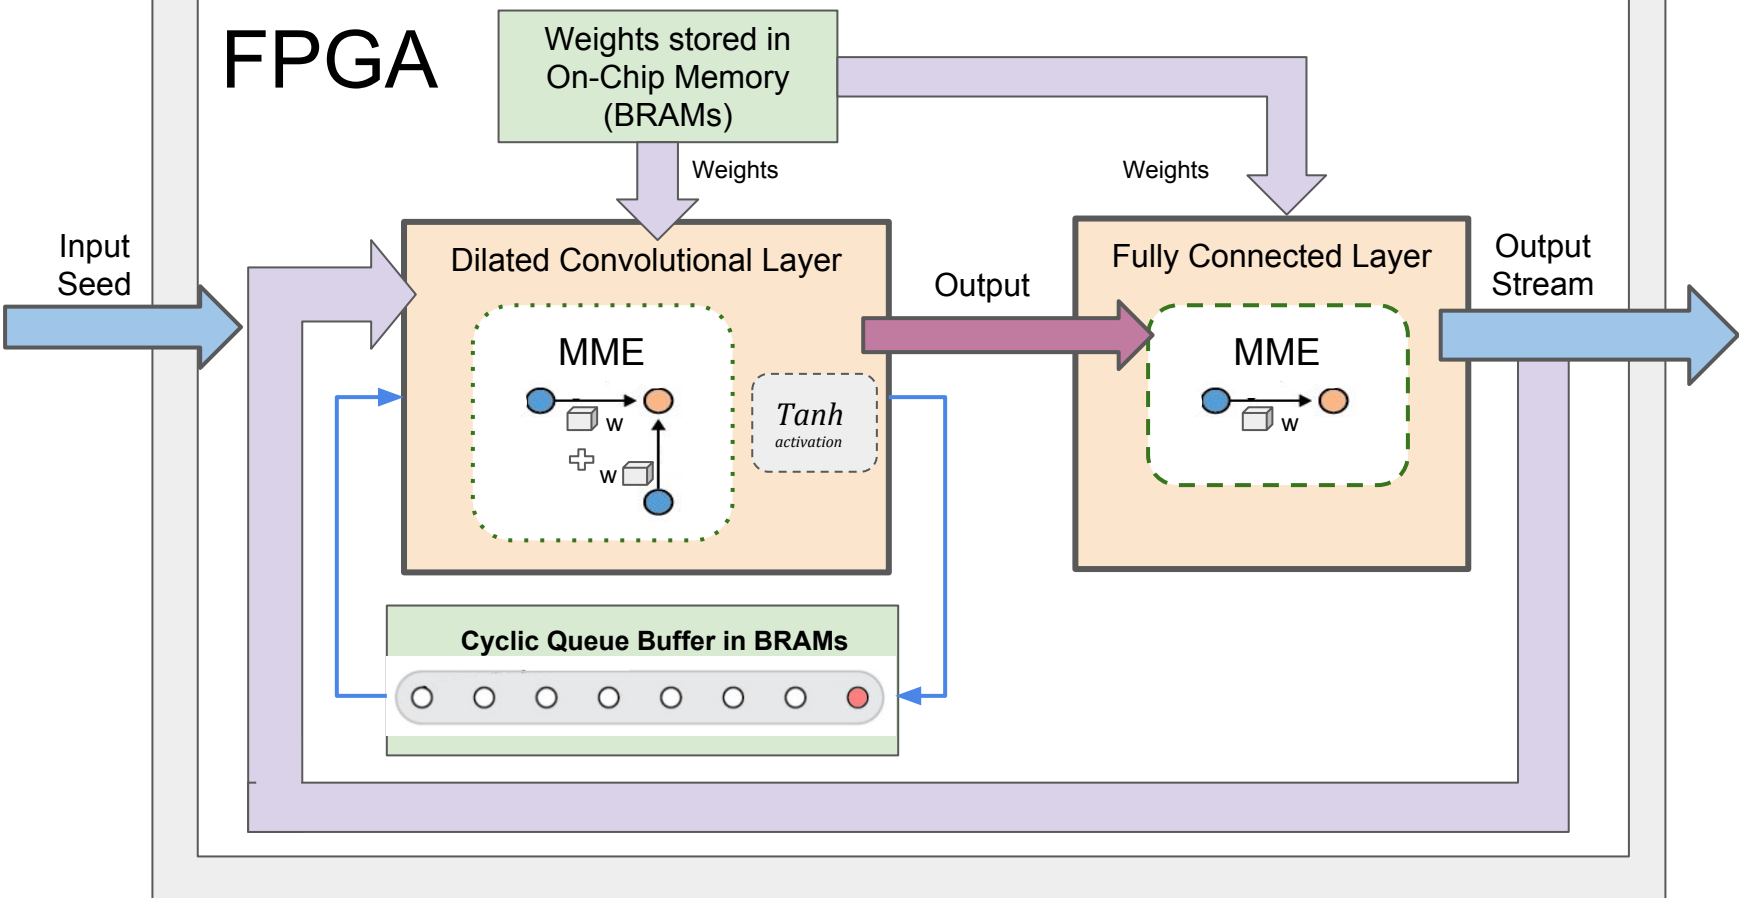 FPGA
Weights stored in
On-Chip Memory
(BRAMs)
Weights
Weights
Input
Seed
Dilated Convolutional Layer
Output
Fully Connected Layer
Output
Stream
MME
w
w
Tanh
activation
MME
w
Cyclic Queue Buffer in BRAMs